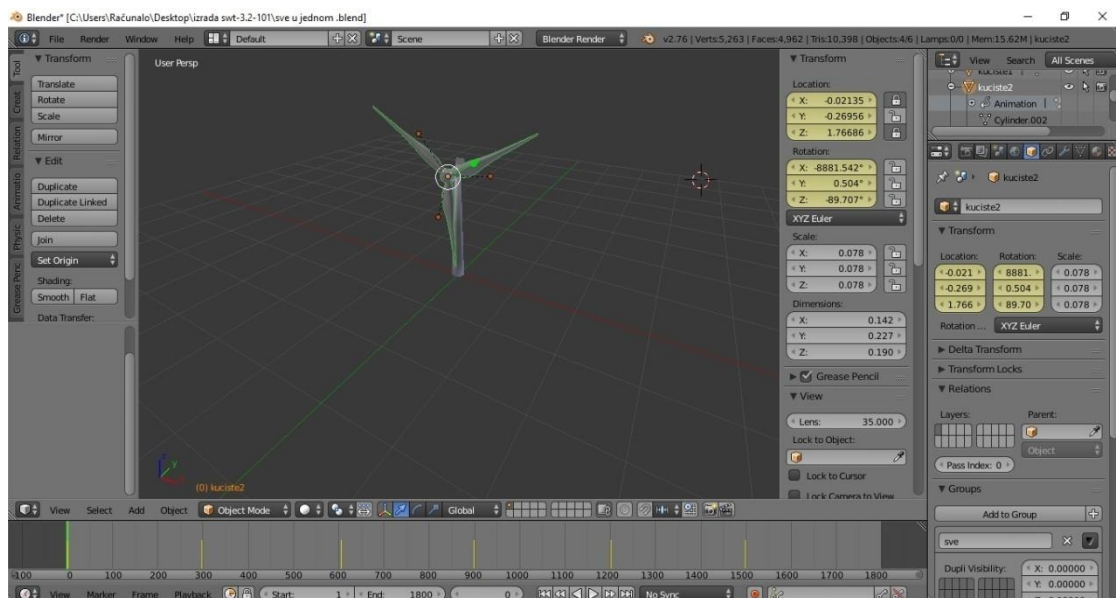 Blender* [C:\Users\Računalo\Desktop\izrada swt-3.2-101\sve u jednom .blend]
File Render Window Help Default Scene Blender Render v2.76 | Verts:5,263 | Faces:4,962 | Tris:10,398 | Objects:4/6 | Lamps:0/0 | Mem:15.62M | kuciste2
Tool
Creat
Relation
Animatio
Physic
Grease Penc
Transform
Translate
Rotate
Scale
Mirror
Edit
Duplicate
Duplicate Linked
Delete
Join
Set Origin
Shading:
Smooth Flat
Data Transfer:
User Persp
(0) kuciste2
Transform
Location:
X: -0.02135
Y: -0.26956
Z: 1.76686
Rotation:
X: -8881.542°
Y: 0.504°
Z: -89.707°
XYZ Euler
Scale:
X: 0.078
Y: 0.078
Z: 0.078
Dimensions:
X: 0.142
Y: 0.227
Z: 0.190
Grease Pencil
View
Lens: 35.000
Lock to Object:
Lock to Cursor
Lock Camera to View
View Search All Scenes
kuciste1
kuciste2
Animation
Cylinder.002
kuciste2
kuciste2
Transform
Location: Rotation: Scale:
-0.021 8881. 0.078
-0.269 0.504 0.078
1.766 89.70 0.078
Rotation ... XYZ Euler
Delta Transform
Transform Locks
Relations
Layers: Parent:
Object
Pass Index: 0
Groups
Add to Group
sve
Dupli Visibility: X: 0.00000
Y: 0.00000
View Select Add Object Object Mode Global
-100 0 100 200 300 400 500 600 700 800 900 1000 1100 1200 1300 1400 1500 1600 1700 1800
View Marker Frame Playback Start: 1 End: 1800 0 No Sync